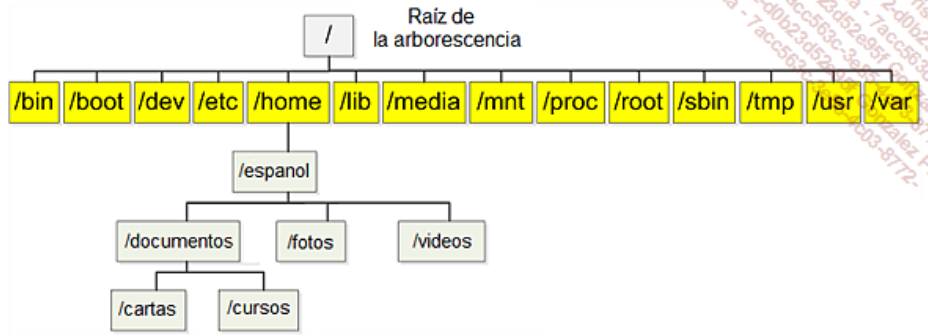 /
Raíz de
la arborescencia
/bin /boot /dev /etc /home /lib /media /mnt /proc /root /sbin /tmp /usr /var
/espanol
/documentos /fotos /videos
/cartas /cursos